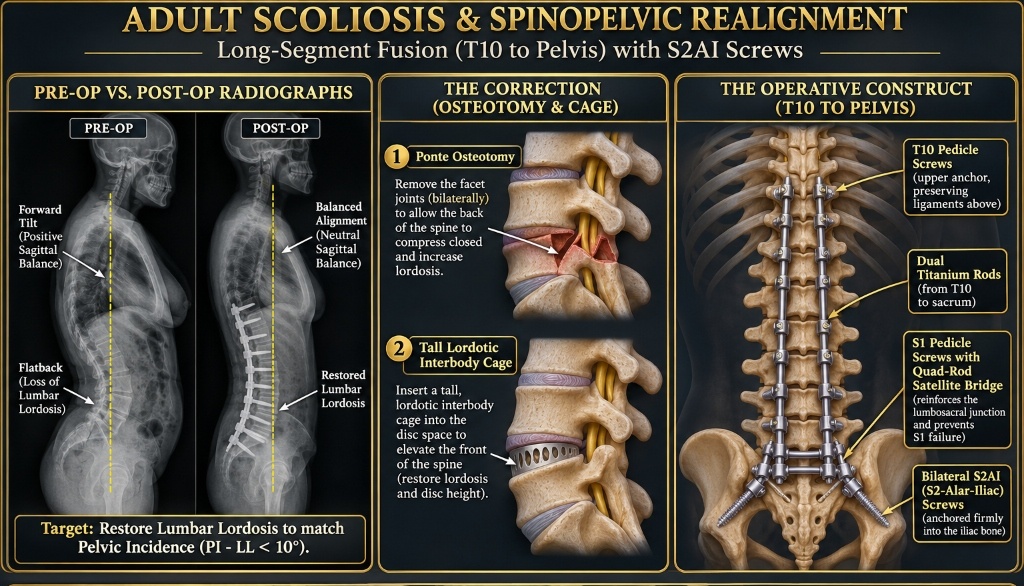 ADULT SCOLIOSIS & SPINOPELVIC REALIGNMENT
Long-Segment Fusion (T10 to Pelvis) with S2AI Screws
PRE-OP VS. POST-OP RADIOGRAPHS
PRE-OP
POST-OP
Forward
Tilt
(Positive
Sagittal
Balance)
Balanced
Alignment
(Neutral
Sagittal
Balance)
Flatback
(Loss of
Lumbar
Lordosis)
Restored
Lumbar
Lordosis
Target: Restore Lumbar Lordosis to match
Pelvic Incidence (PI - LL < 10°).
THE CORRECTION
(OSTEOTOMY & CAGE)
1 Ponte Osteotomy
Remove the facet
joints (bilaterally)
to allow the back
of the spine to
compress closed
and increase
lordosis.
2 Tall Lordotic
Interbody Cage
Insert a tall,
lordotic interbody
cage into the
disc space to
elevate the front
of the spine
(restore lordosis
and disc height).
THE OPERATIVE CONSTRUCT
(T10 TO PELVIS)
T10 Pedicle
Screws
(upper anchor,
preserving
ligaments above)
Dual
Titanium Rods
(from T10
to sacrum)
S1 Pedicle
Screws with
Quad-Rod
Satellite Bridge
(reinforces the
lumbosacral junction
and prevents
S1 failure)
Bilateral S2AI
(S2-Alar-Iliac)
Screws
(anchored firmly
into the iliac bone)